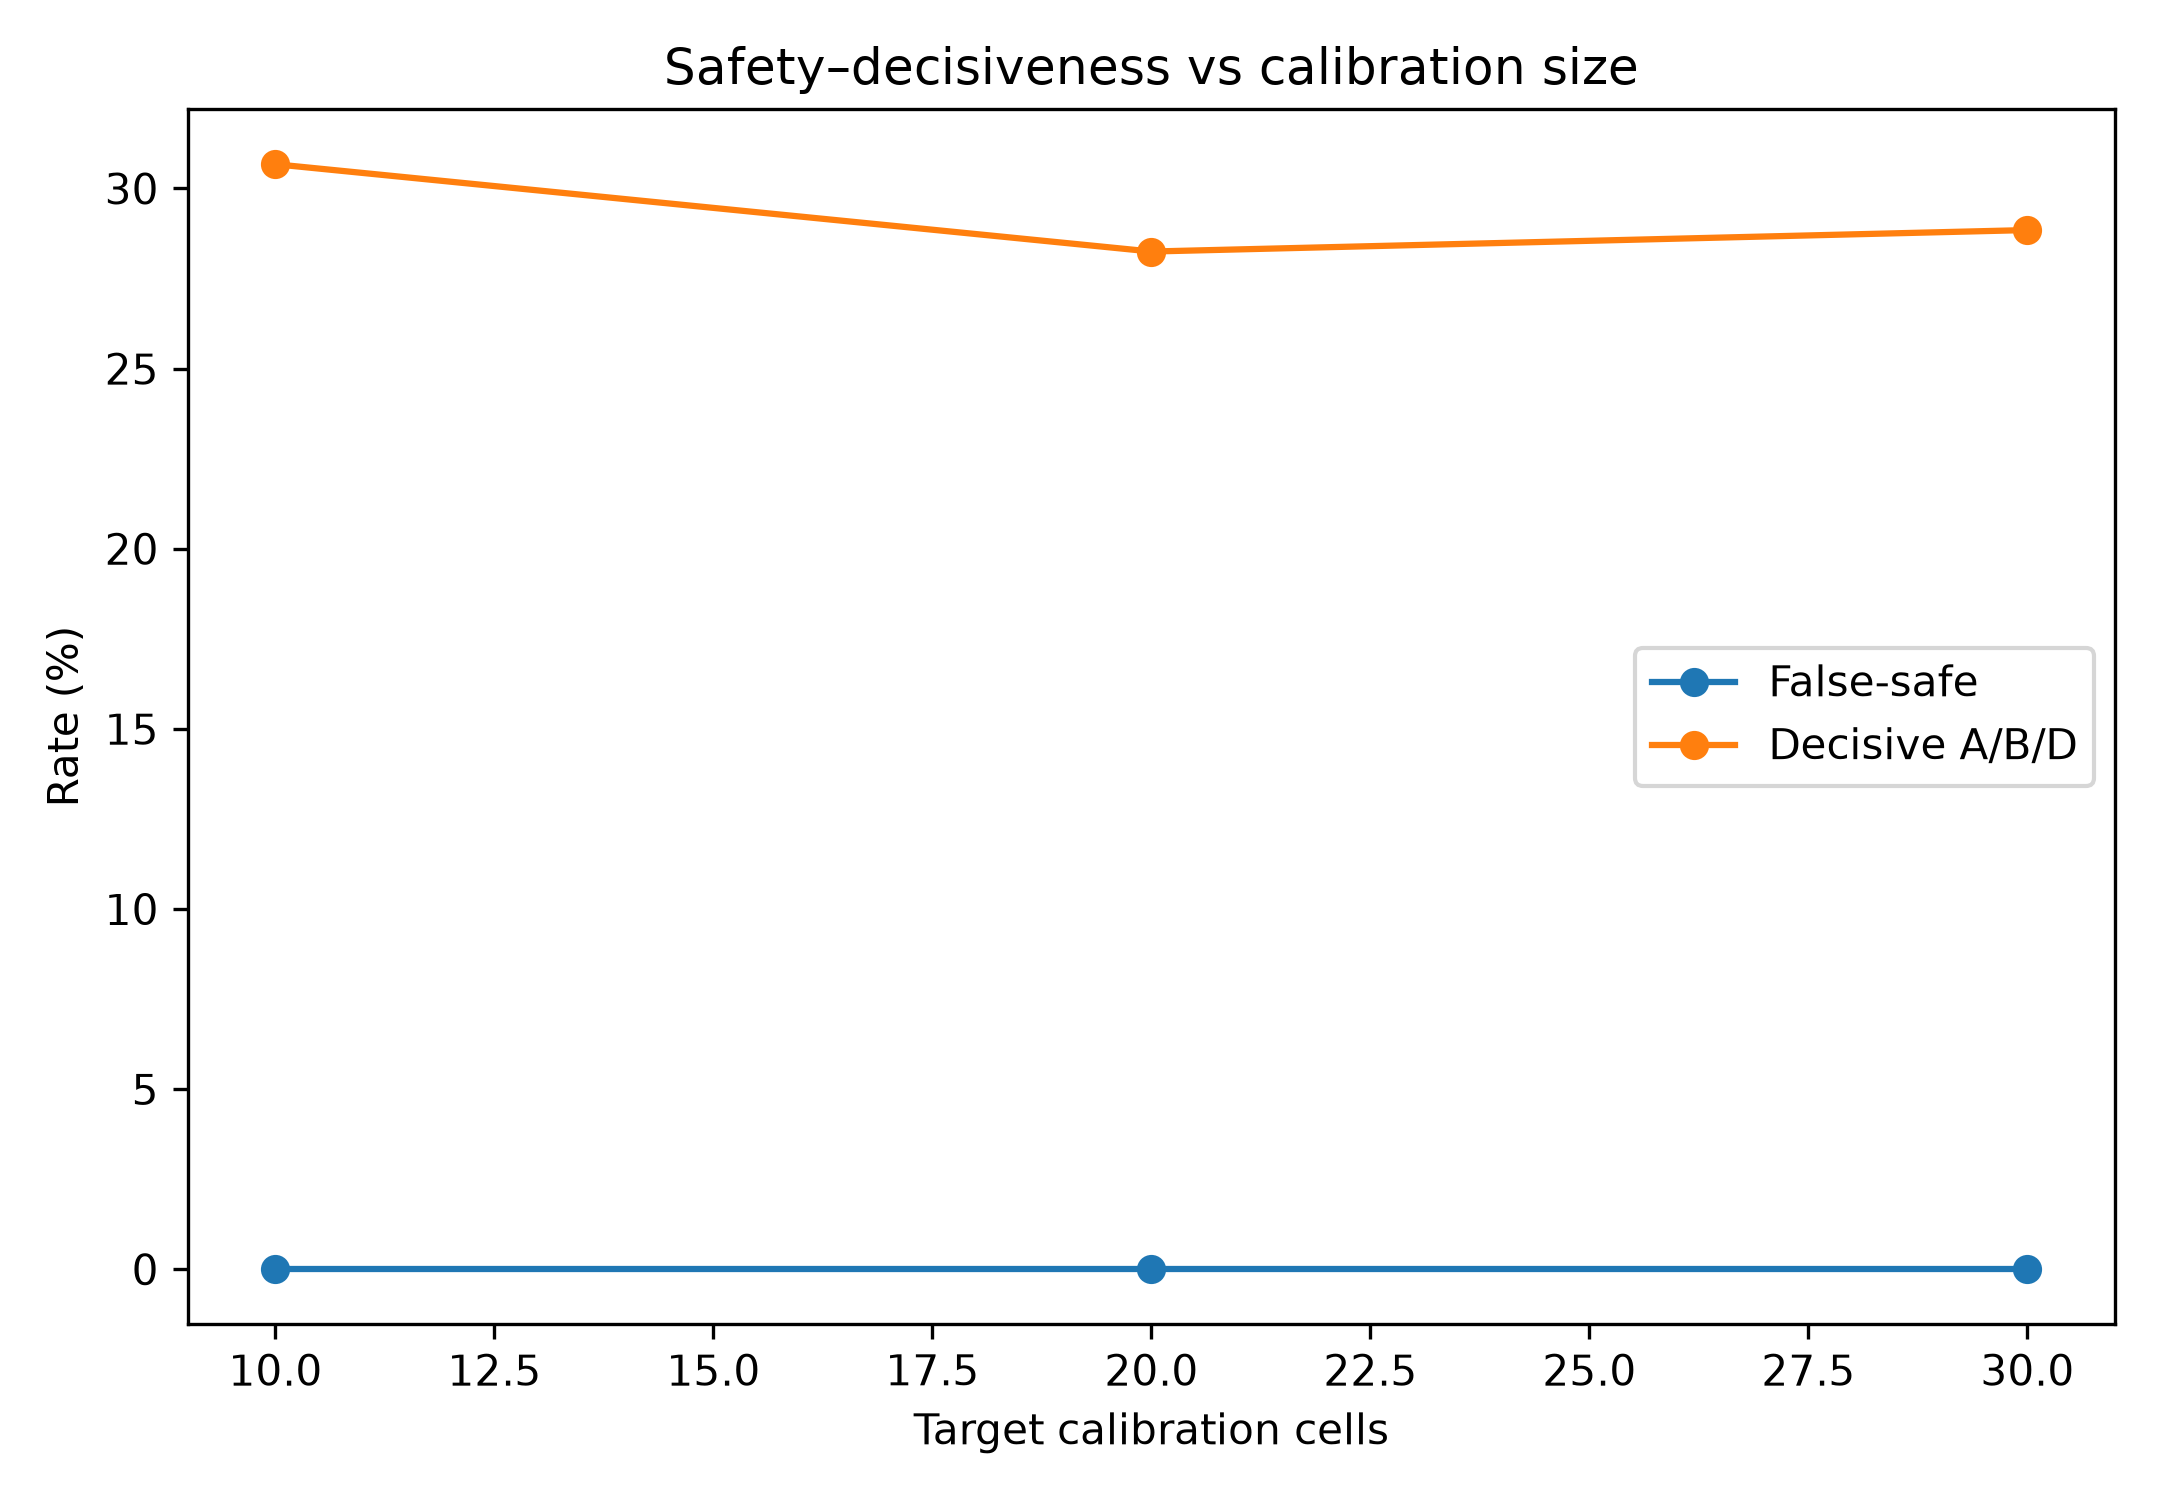 Safety–decisiveness vs calibration size
30
25
20
15
10
5
0
Rate (%)
False-safe
Decisive A/B/D
10.0 12.5 15.0 17.5 20.0 22.5 25.0 27.5 30.0
Target calibration cells